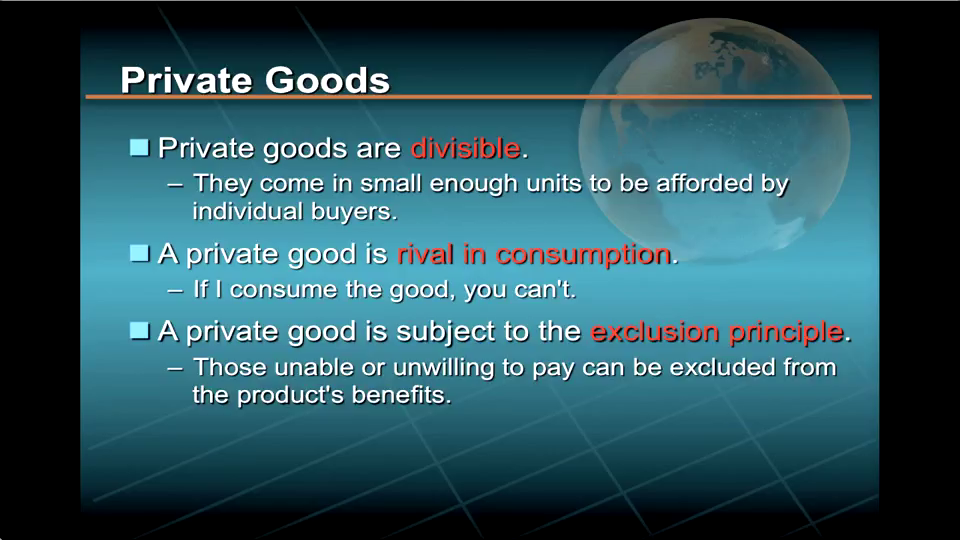 Private Goods
Private goods are divisible.
– They come in small enough units to be afforded by
individual buyers.
A private good is rival in consumption.
– If I consume the good, you can't.
A private good is subject to the exclusion principle.
– Those unable or unwilling to pay can be excluded from
the product's benefits.